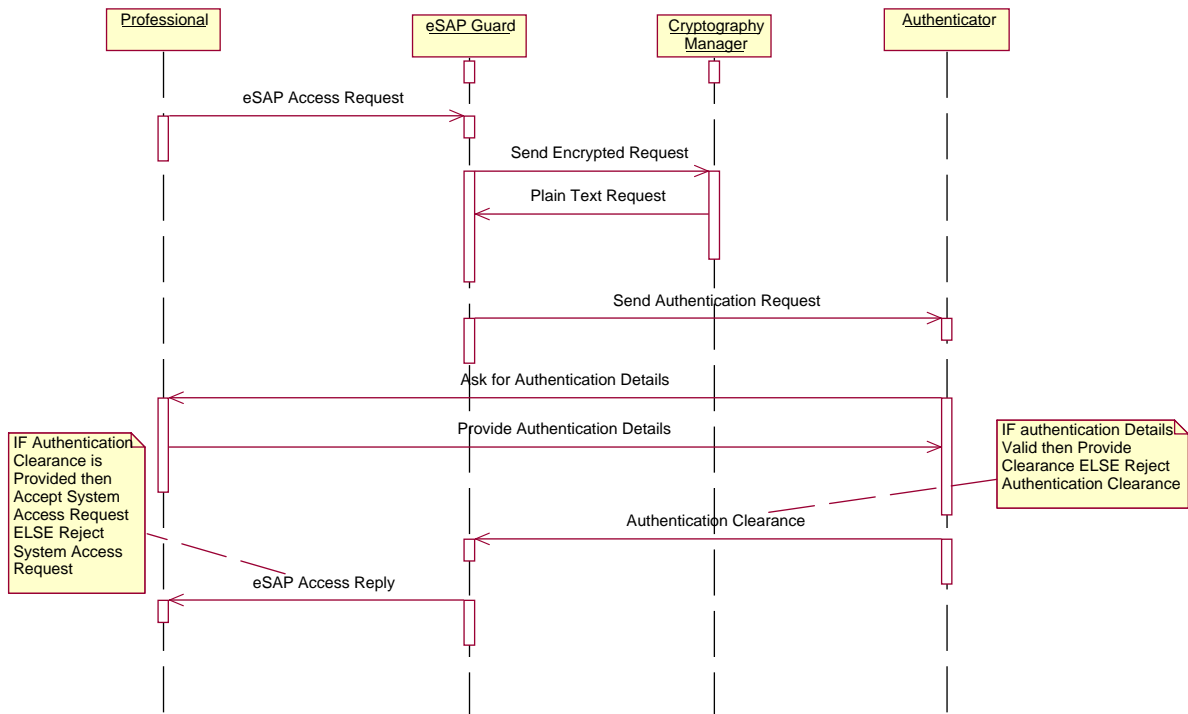 Professional
eSAP Guard
Cryptography
Manager
Authenticator
eSAP Access Request
Send Encrypted Request
Plain Text Request
Send Authentication Request
Ask for Authentication Details
Provide Authentication Details
IF Authentication
Clearance is
Provided then
Accept System
Access Request
ELSE Reject
System Access
Request
IF authentication Details
Valid then Provide
Clearance ELSE Reject
Authentication Clearance
Authentication Clearance
eSAP Access Reply